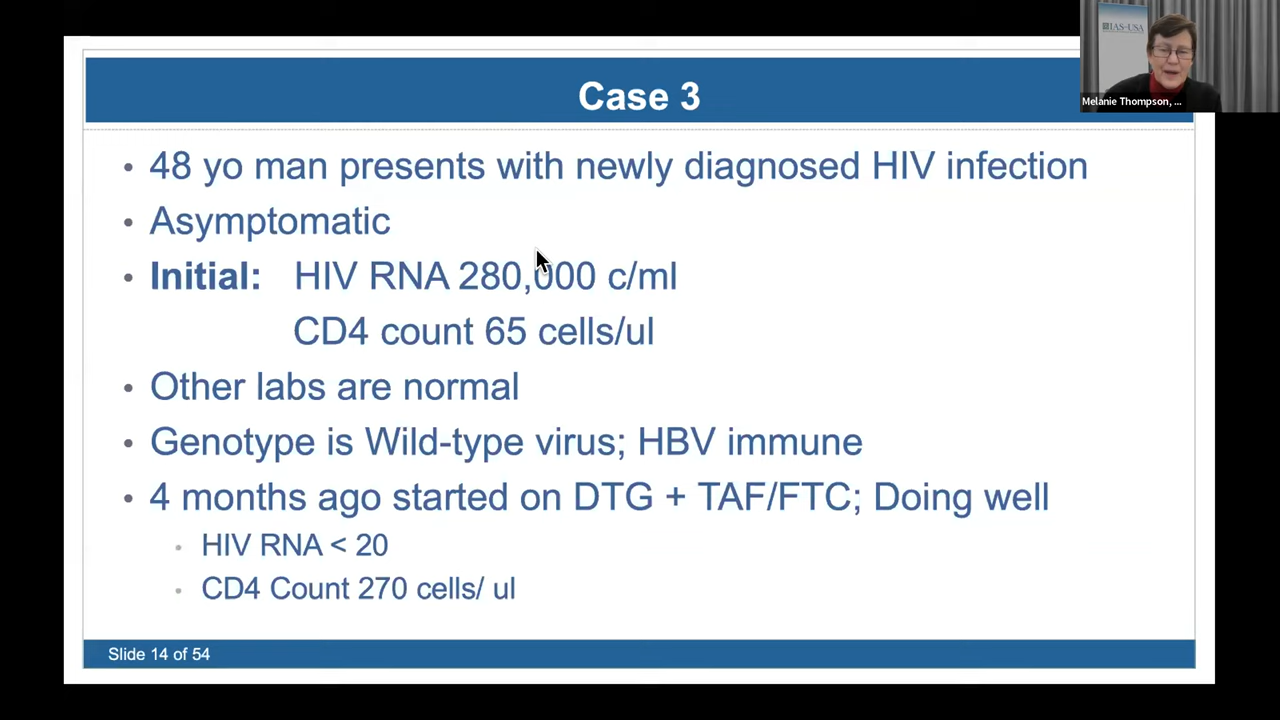 IAS-USA
Melanie Thompson, ...
Case 3
• 48 yo man presents with newly diagnosed HIV infection
• Asymptomatic
• Initial: HIV RNA 280,000 c/ml
CD4 count 65 cells/ul
• Other labs are normal
• Genotype is Wild-type virus; HBV immune
• 4 months ago started on DTG + TAF/FTC; Doing well
• HIV RNA < 20
• CD4 Count 270 cells/ ul
Slide 14 of 54